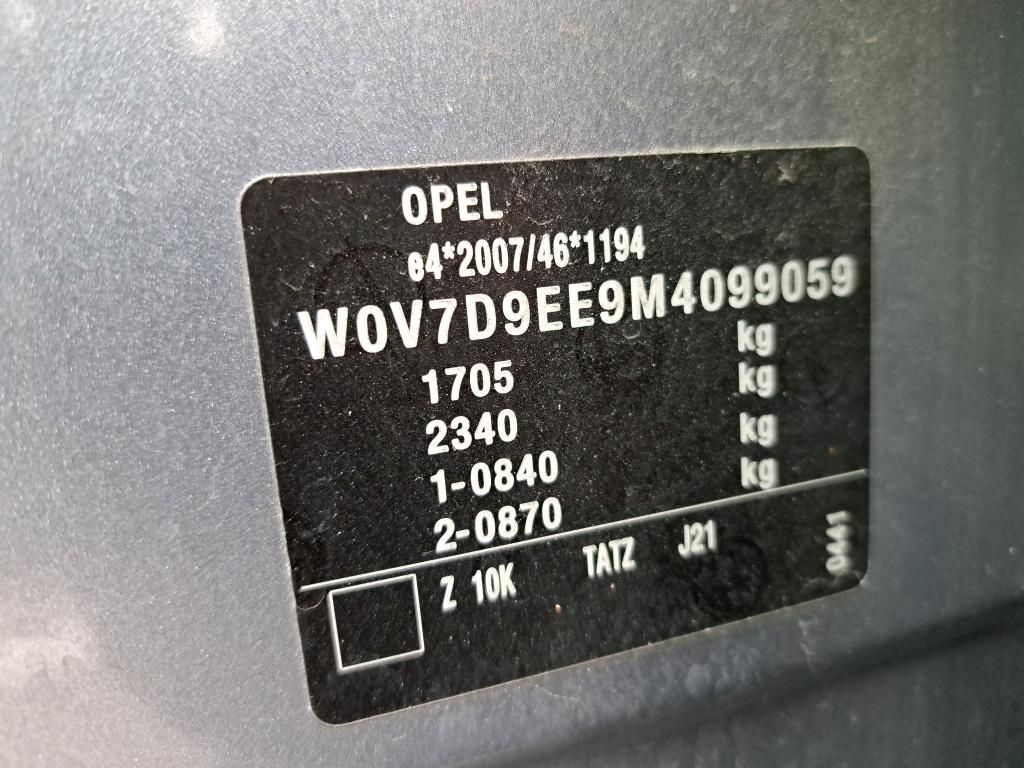 OPEL
e4*2007/46*1194
W0V7D9EE9M4099059
1705 kg
2340 kg
1-0840 kg
2-0870 kg
Z 10K TATZ J21
0441